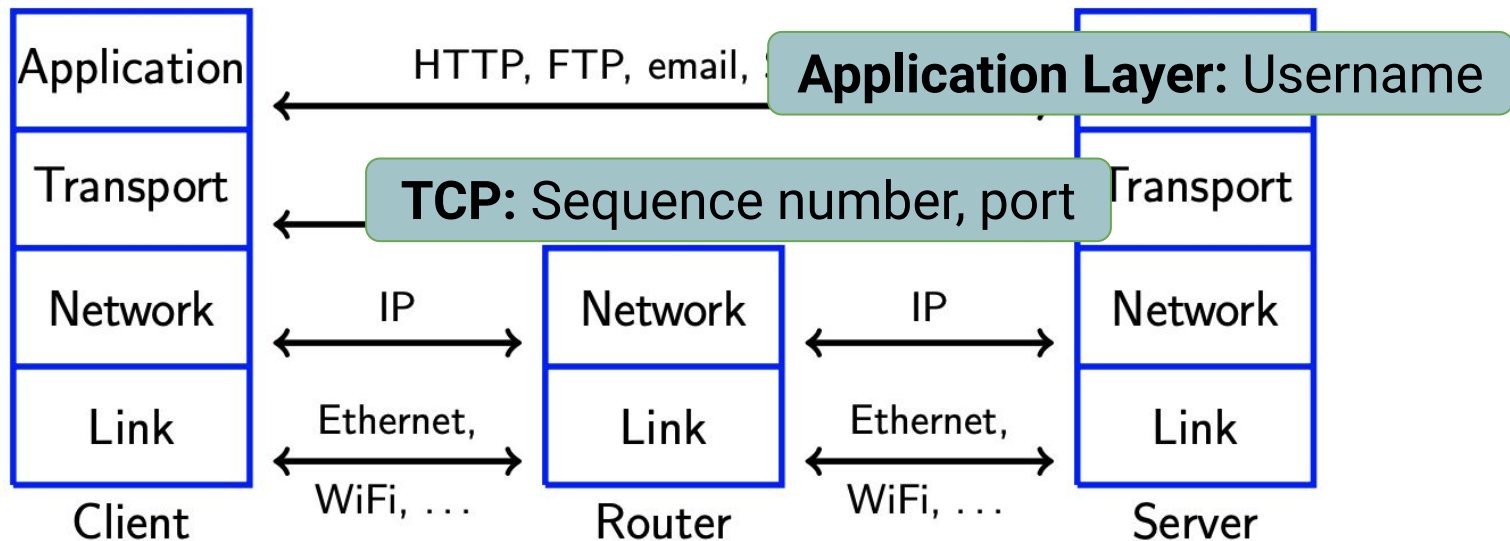 Application
HTTP, FTP, email,
Application Layer: Username
Transport
TCP: Sequence number, port
Transport
Network
IP
Network
IP
Network
Link
Ethernet,
WiFi, ...
Link
Ethernet,
WiFi, ...
Link
Client
Router
Server